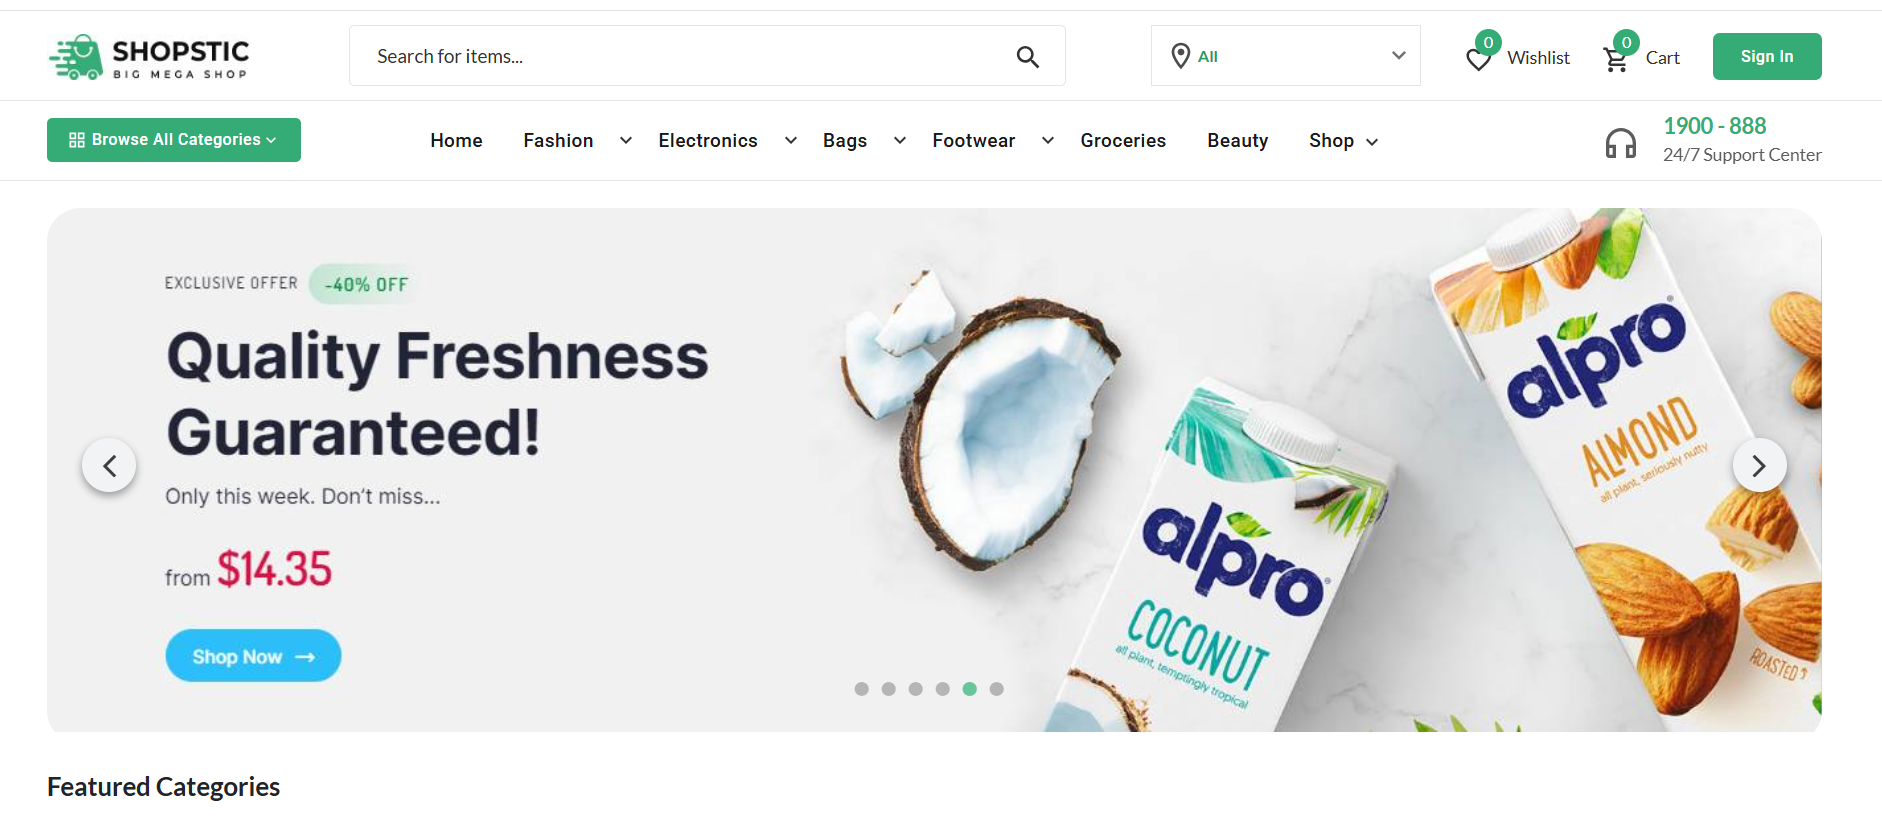 SHOPSTIC
BIG MEGA SHOP
Search for items...
All
0
Wishlist
0
Cart
Sign In
Browse All Categories
Home
Fashion
Electronics
Bags
Footwear
Groceries
Beauty
Shop
1900 - 888
24/7 Support Center
EXCLUSIVE OFFER
-40% OFF
Quality Freshness
Guaranteed!
Only this week. Don't miss...
from $14.35
Shop Now
alpro®
COCONUT
all plant, temptingly tropical
alpro®
ALMOND
all plant, seriously nutty
ROASTED
Featured Categories